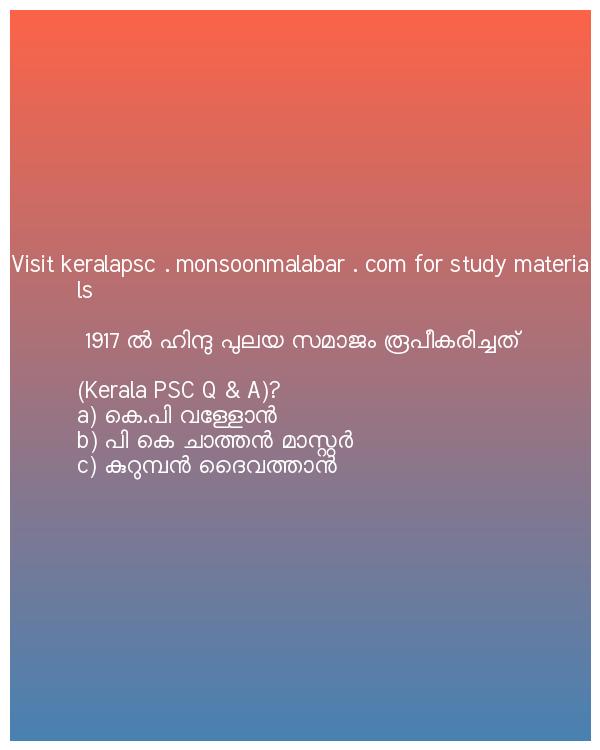 Visit keralapsc . monsoonmalabar . com for study materia
ls
1917 ൽ ഹിന്ദു പുലയ സമാജം രൂപീകരിച്ചത്
(Kerala PSC Q & A)?
a) കെ.പി വള്ളോൻ
b) പി കെ ചാത്തൻ മാസ്റ്റർ
c) കുറുമ്പൻ ദൈവത്താൻ